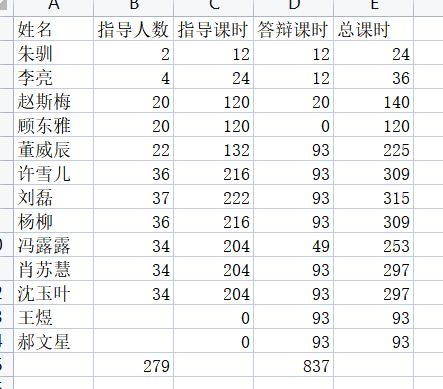 A B C D E
姓名 指导人数 指导课时 答辩课时 总课时
朱驯 2 12 12 24
李亮 4 24 12 36
赵斯梅 20 120 20 140
顾东雅 20 120 0 120
董威辰 22 132 93 225
许雪儿 36 216 93 309
刘磊 37 222 93 315
杨柳 36 216 93 309
冯露露 34 204 49 253
肖苏慧 34 204 93 297
沈玉叶 34 204 93 297
王煜 0 93 93
郝文星 0 93 93
279 837